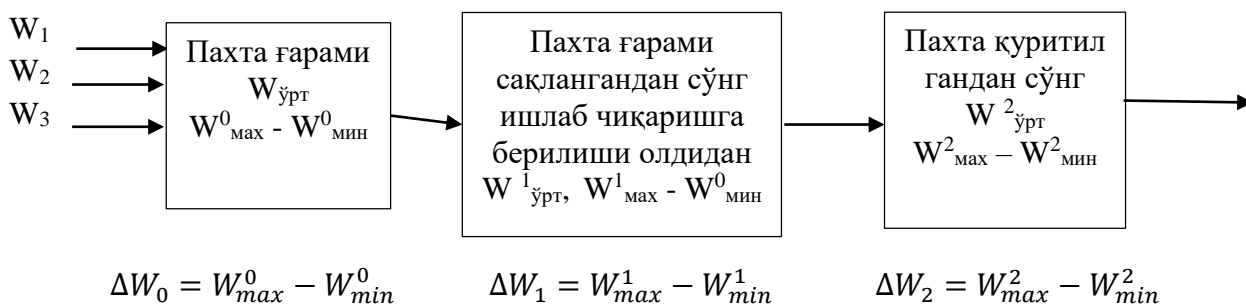 W₁
W₂
W₃
Пахта ғарами
Wўрт
W⁰мах - W⁰мин
Пахта ғарами
сақлангандан сўнг
ишлаб чиқаришга
берилиши олдидан
W ¹ўрт, W¹мах - W⁰мин
Пахта қуритил
гандан сўнг
W ²ўрт
W²мах – W²мин
ΔW₀ = W⁰max − W⁰min
ΔW₁ = W¹max − W¹min
ΔW₂ = W²max − W²min